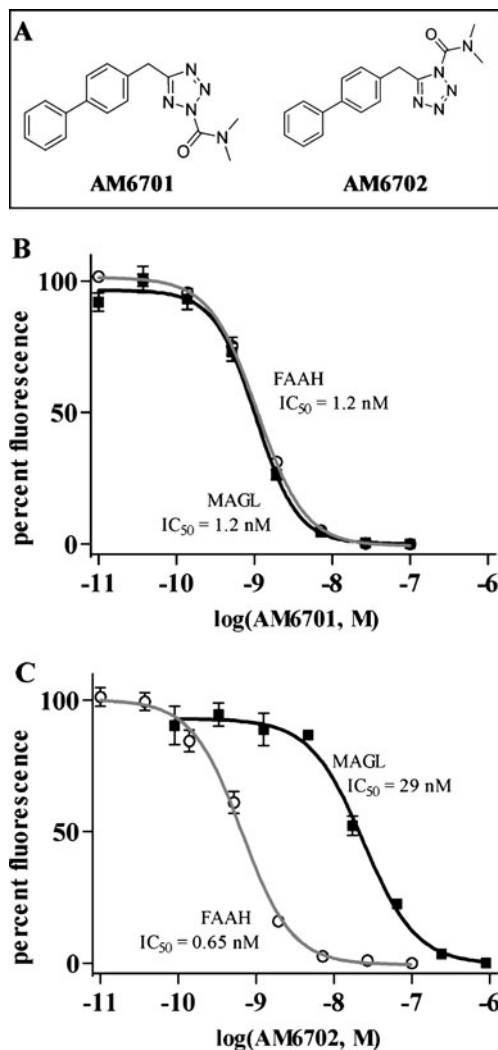 A
O
N
N
N
N
N
O
N
AM6701
O
N
N
N
N
N
AM6702
B
percent fluorescence
100
50
0
FAAH
IC50 = 1.2 nM
MAGL
IC50 = 1.2 nM
-11 -10 -9 -8 -7 -6
log(AM6701, M)
C
percent fluorescence
100
50
0
MAGL
IC50 = 29 nM
FAAH
IC50 = 0.65 nM
-11 -10 -9 -8 -7 -6
log(AM6702, M)